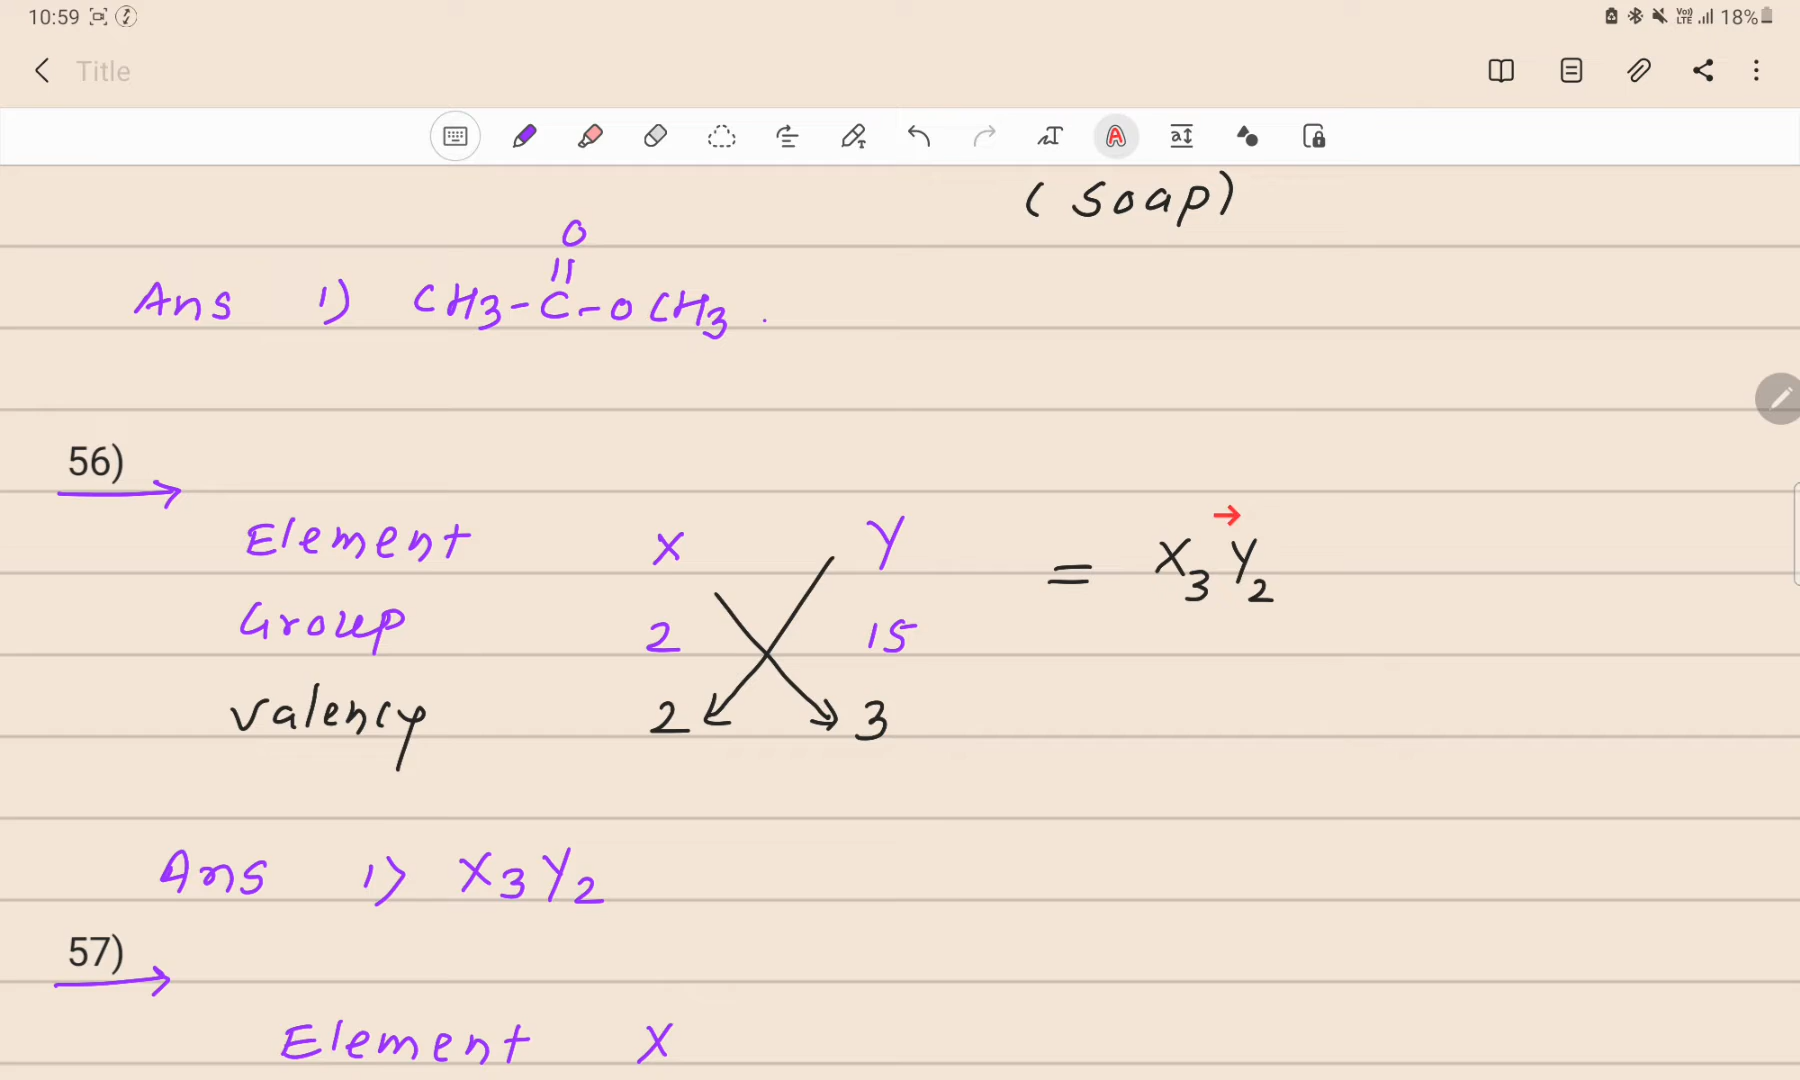 10:59 18%
Title
(Soap)
O
||
Ans 1) CH3-C-OCH3 .
56)
Element X Y = X3Y2
Group 2 15
valency 2 3
Ans 1) X3Y2
57)
Element X